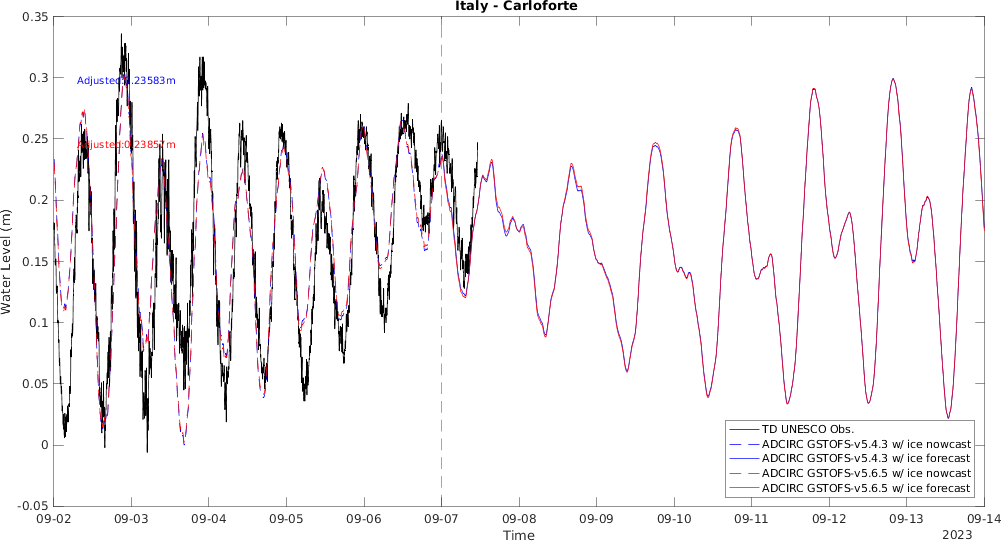 Italy - Carloforte
0.35
0.3
0.25
0.2
0.15
0.1
0.05
0
-0.05
Water Level (m)
Adjusted:0.23583m
Adjusted:0.23857m
TD UNESCO Obs.
ADCIRC GSTOFS-v5.4.3 w/ ice nowcast
ADCIRC GSTOFS-v5.4.3 w/ ice forecast
ADCIRC GSTOFS-v5.6.5 w/ ice nowcast
ADCIRC GSTOFS-v5.6.5 w/ ice forecast
09-02 09-03 09-04 09-05 09-06 09-07 09-08 09-09 09-10 09-11 09-12 09-13 09-14
Time
2023